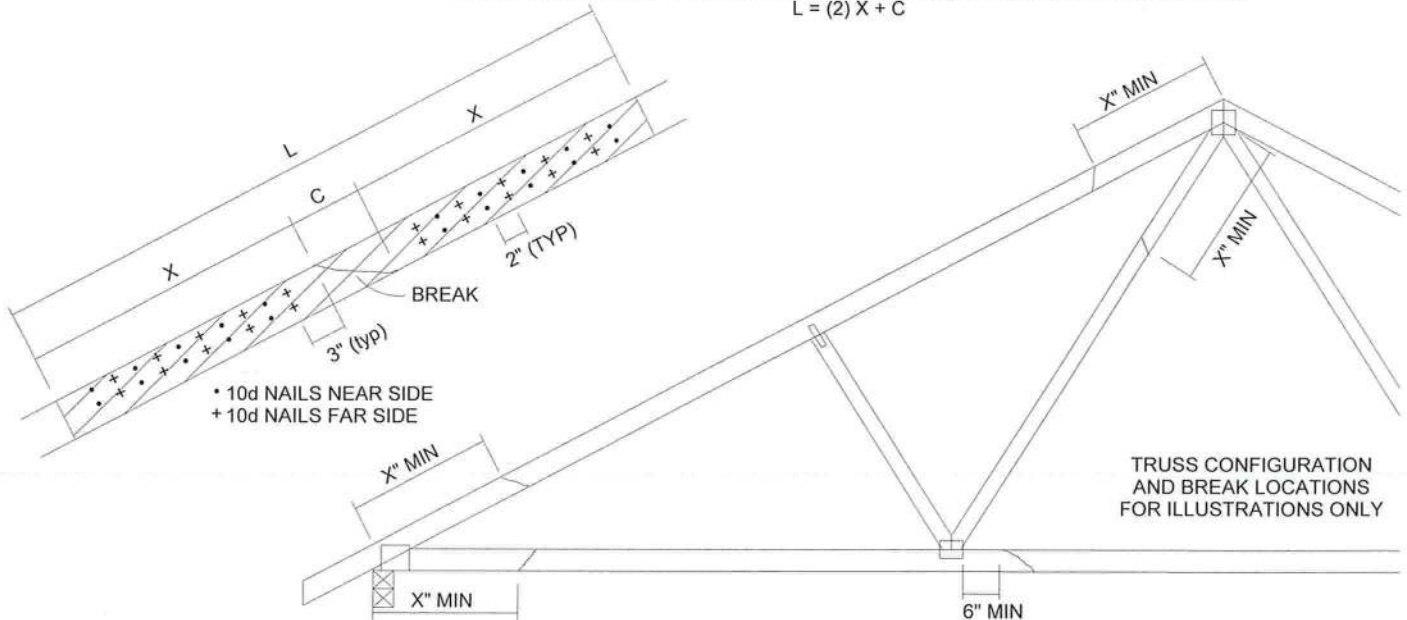 L = (2) X + C
X" MIN
X
L
C
X
2" (TYP)
X" MIN
BREAK
3" (typ)
• 10d NAILS NEAR SIDE
+ 10d NAILS FAR SIDE
X" MIN
TRUSS CONFIGURATION
AND BREAK LOCATIONS
FOR ILLUSTRATIONS ONLY
X" MIN
6" MIN